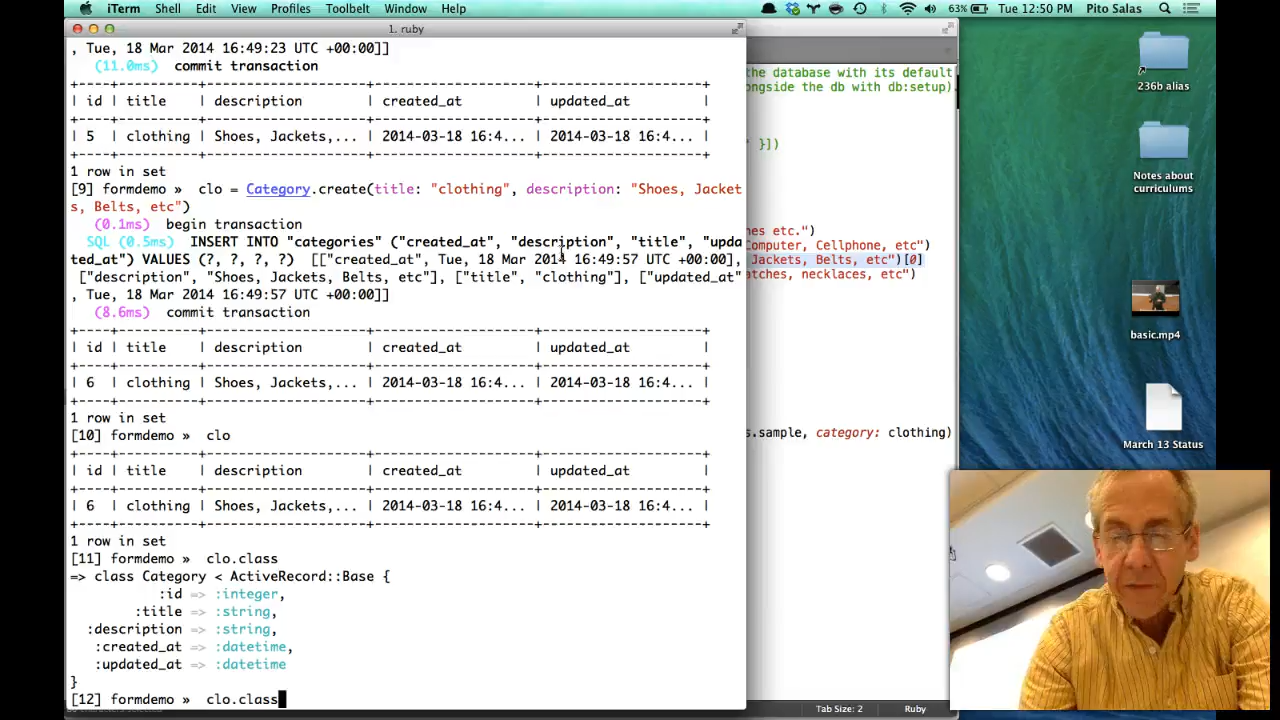 iTerm Shell Edit View Profiles Toolbelt Window Help 63% Tue 12:50 PM Pito Salas
1. ruby
, Tue, 18 Mar 2014 16:49:23 UTC +00:00]]
(11.0ms) commit transaction
+----+----------+--------------------+--------------------+--------------------+
| id | title | description | created_at | updated_at |
+----+----------+--------------------+--------------------+--------------------+
| 5 | clothing | Shoes, Jackets,... | 2014-03-18 16:4... | 2014-03-18 16:4... |
+----+----------+--------------------+--------------------+--------------------+
1 row in set
[9] formdemo » clo = Category.create(title: "clothing", description: "Shoes, Jacket
s, Belts, etc")
(0.1ms) begin transaction
SQL (0.5ms) INSERT INTO "categories" ("created_at", "description", "title", "upda
ted_at") VALUES (?, ?, ?, ?) [["created_at", Tue, 18 Mar 2014 16:49:57 UTC +00:00],
["description", "Shoes, Jackets, Belts, etc"], ["title", "clothing"], ["updated_at"
, Tue, 18 Mar 2014 16:49:57 UTC +00:00]]
(8.6ms) commit transaction
+----+----------+--------------------+--------------------+--------------------+
| id | title | description | created_at | updated_at |
+----+----------+--------------------+--------------------+--------------------+
| 6 | clothing | Shoes, Jackets,... | 2014-03-18 16:4... | 2014-03-18 16:4... |
+----+----------+--------------------+--------------------+--------------------+
1 row in set
[10] formdemo » clo
+----+----------+--------------------+--------------------+--------------------+
| id | title | description | created_at | updated_at |
+----+----------+--------------------+--------------------+--------------------+
| 6 | clothing | Shoes, Jackets,... | 2014-03-18 16:4... | 2014-03-18 16:4... |
+----+----------+--------------------+--------------------+--------------------+
1 row in set
[11] formdemo » clo.class
=> class Category < ActiveRecord::Base {
:id => :integer,
:title => :string,
:description => :string,
:created_at => :datetime,
:updated_at => :datetime
}
[12] formdemo » clo.class
the database with its default
ongside the db with db:setup).
" }])
nes etc.")
Computer, Cellphone, etc")
Jackets, Belts, etc")[0]
atches, necklaces, etc")
s.sample, category: clothing)
Tab Size: 2 Ruby
236b alias
Notes about
curriculums
basic.mp4
March 13 Status